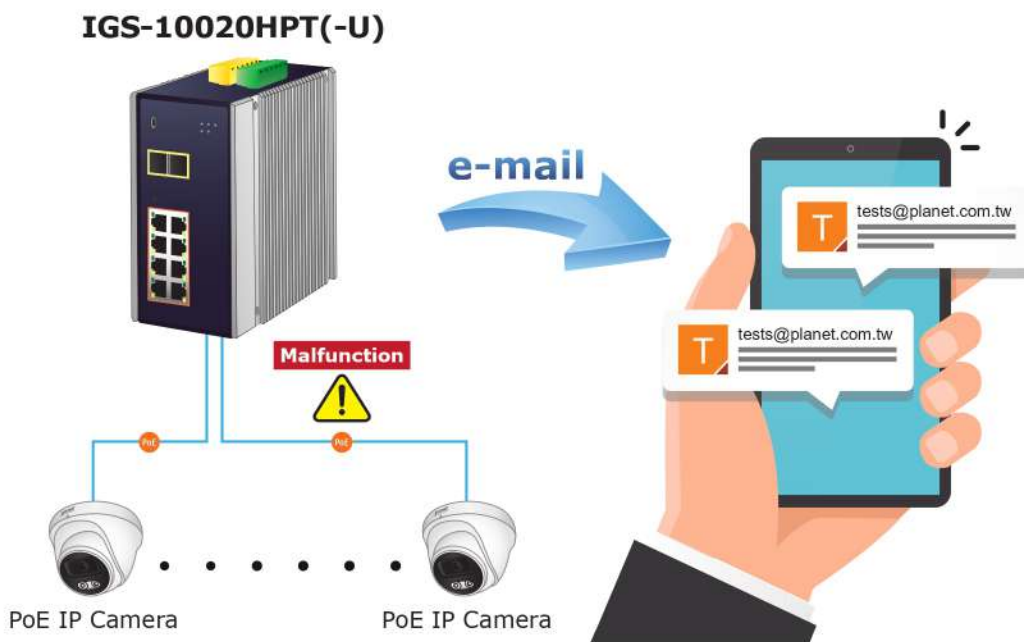 IGS-10020HPT(-U)
e-mail
tests@planet.com.tw
T
tests@planet.com.tw
T
Malfunction
!
PoE
PoE
PoE IP Camera
PoE IP Camera